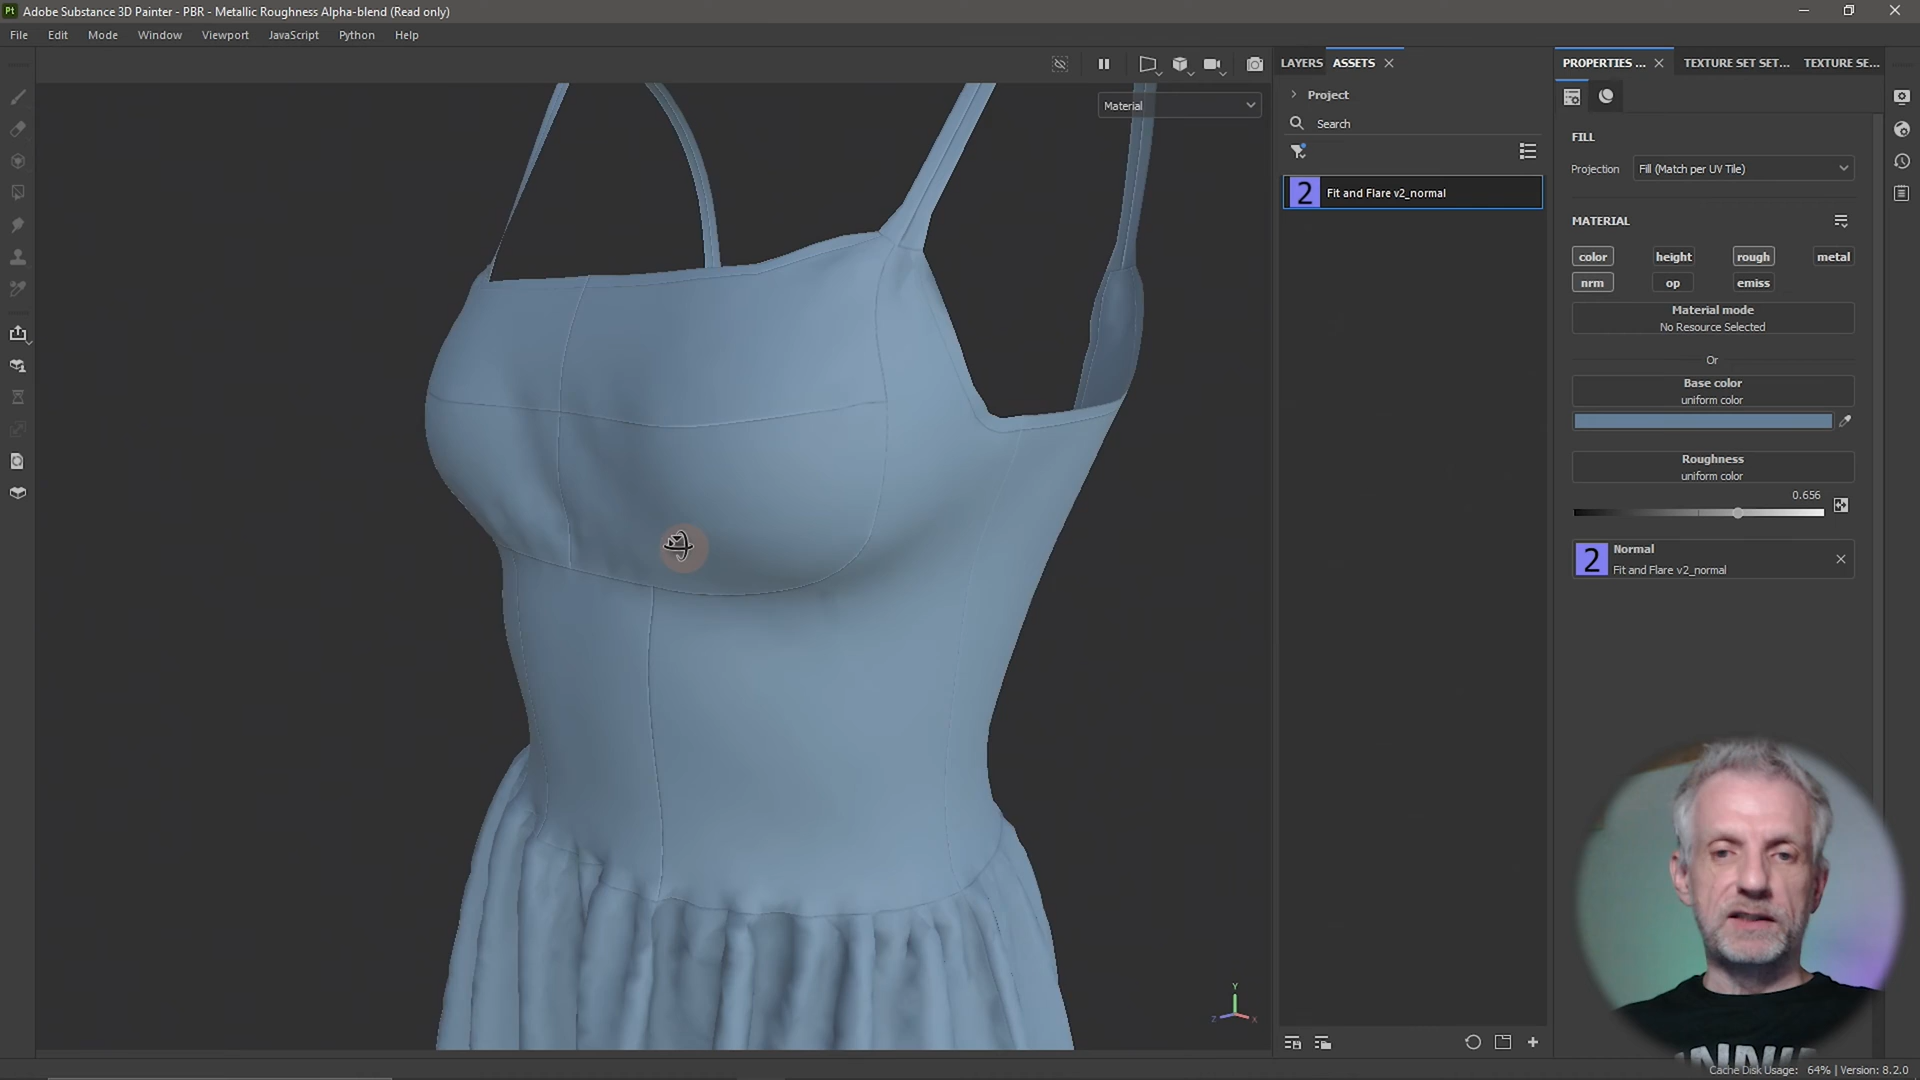 Pt Adobe Substance 3D Painter - PBR - Metallic Roughness Alpha-blend (Read only)
File Edit Mode Window Viewport JavaScript Python Help
LAYERS ASSETS PROPERTIES ... TEXTURE SET SET... TEXTURE SE...
Material
Project
Search
2 Fit and Flare v2_normal
FILL
Projection Fill (Match per UV Tile)
MATERIAL
color height rough metal
nrm op emiss
Material mode
No Resource Selected
Or
Base color
uniform color
Roughness
uniform color
0.656
2 Normal
Fit and Flare v2_normal
Y
Z X
Cache Disk Usage: 64% | Version: 8.2.0